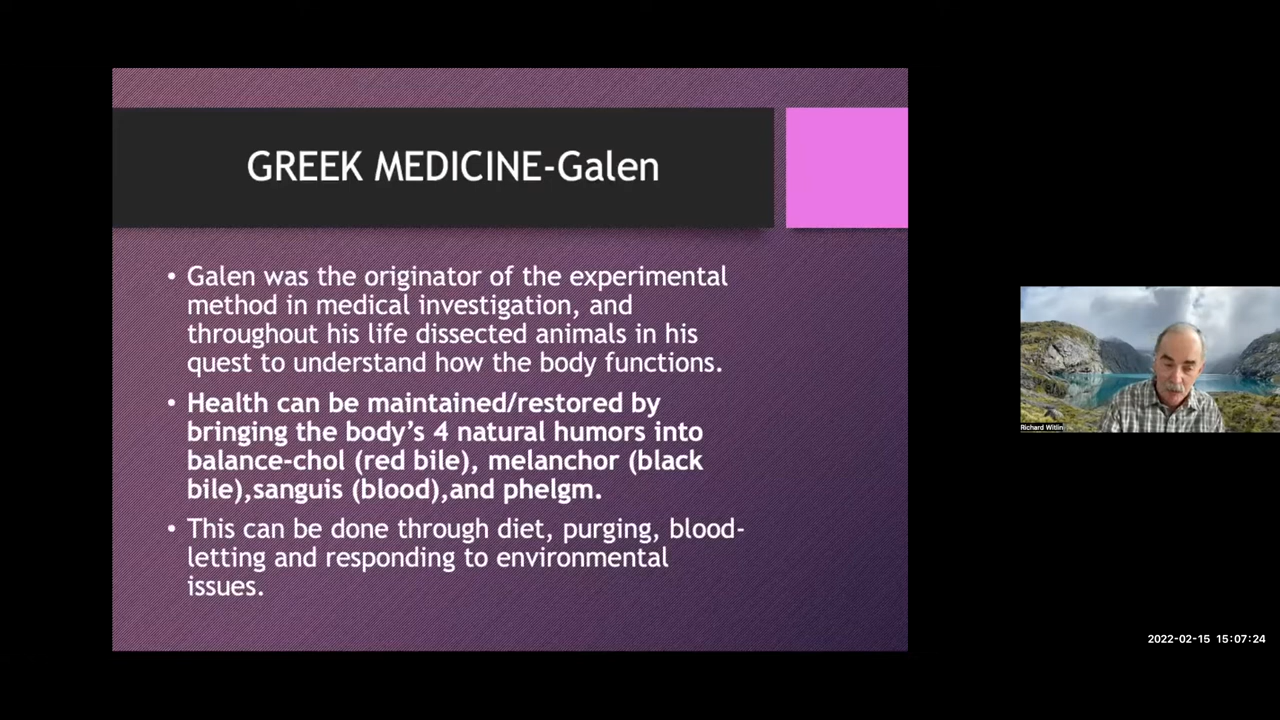 GREEK MEDICINE-Galen
• Galen was the originator of the experimental
method in medical investigation, and
throughout his life dissected animals in his
quest to understand how the body functions.
• Health can be maintained/restored by
bringing the body’s 4 natural humors into
balance-chol (red bile), melanchor (black
bile),sanguis (blood),and phelgm.
• This can be done through diet, purging, blood-
letting and responding to environmental
issues.
Richard Witlin
2022-02-15 15:07:24